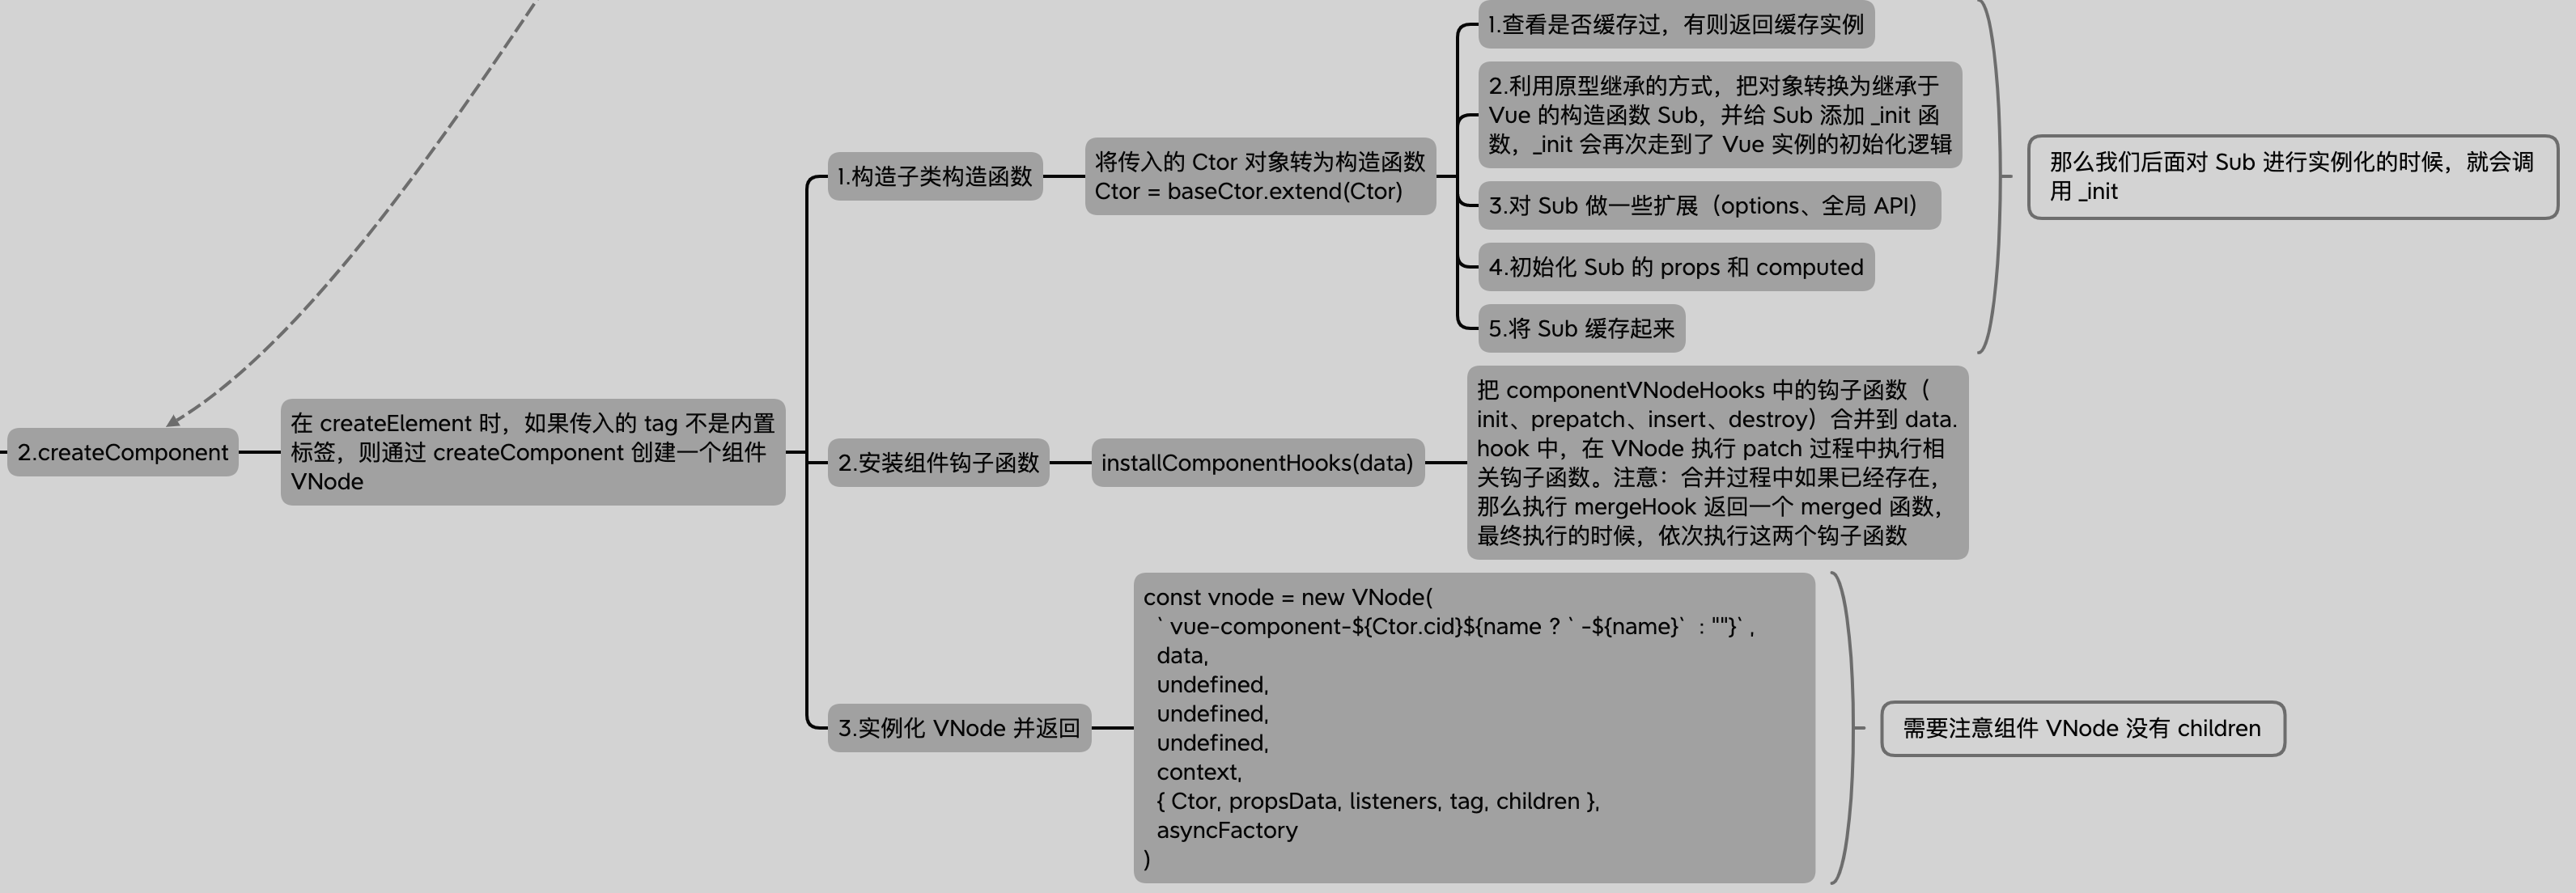 2.createComponent
在 createElement 时，如果传入的 tag 不是内置
标签，则通过 createComponent 创建一个组件
VNode
1.构造子类构造函数
将传入的 Ctor 对象转为构造函数
Ctor = baseCtor.extend(Ctor)
1.查看是否缓存过，有则返回缓存实例
2.利用原型继承的方式，把对象转换为继承于
Vue 的构造函数 Sub，并给 Sub 添加 _init 函
数，_init 会再次走到了 Vue 实例的初始化逻辑
3.对 Sub 做一些扩展（options、全局 API）
4.初始化 Sub 的 props 和 computed
5.将 Sub 缓存起来
那么我们后面对 Sub 进行实例化的时候，就会调
用 _init
2.安装组件钩子函数
installComponentHooks(data)
把 componentVNodeHooks 中的钩子函数（
init、prepatch、insert、destroy）合并到 data.
hook 中，在 VNode 执行 patch 过程中执行相
关钩子函数。注意：合并过程中如果已经存在，
那么执行 mergeHook 返回一个 merged 函数，
最终执行的时候，依次执行这两个钩子函数
3.实例化 VNode 并返回
const vnode = new VNode(
` vue-component-${Ctor.cid}${name ? ` -${name}` : ""}` ,
data,
undefined,
undefined,
undefined,
context,
{ Ctor, propsData, listeners, tag, children },
asyncFactory
)
需要注意组件 VNode 没有 children